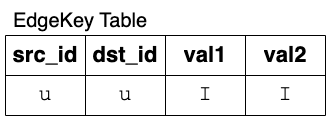 EdgeKey Table
src_id dst_id val1 val2
u u I I